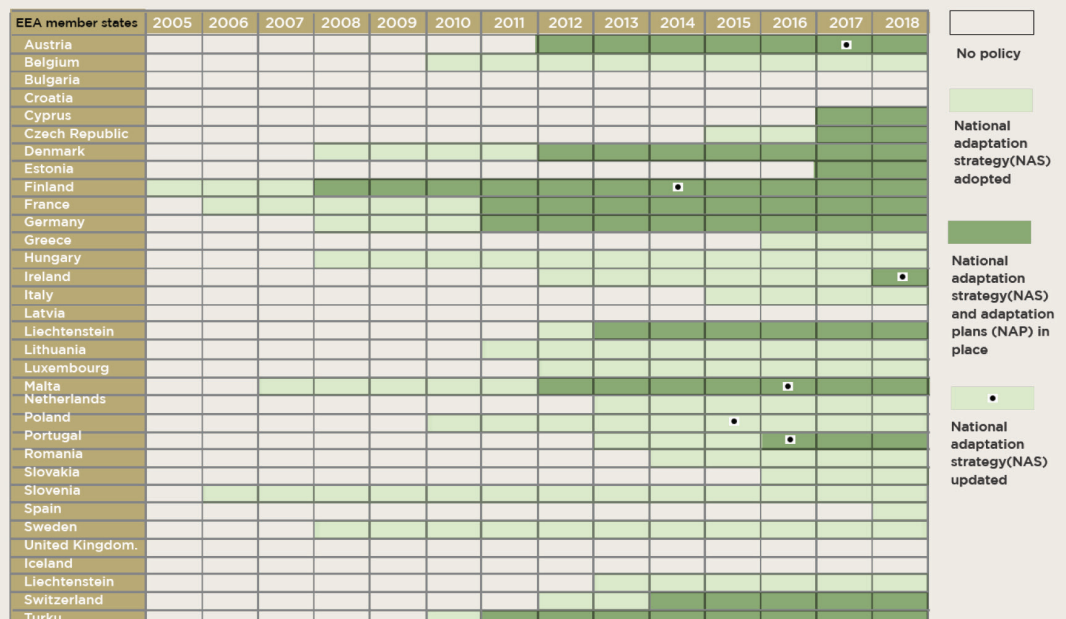 EEA member states 2005 2006 2007 2008 2009 2010 2011 2012 2013 2014 2015 2016 2017 2018
Austria
Belgium
Bulgaria
Croatia
Cyprus
Czech Republic
Denmark
Estonia
Finland
France
Germany
Greece
Hungary
Ireland
Italy
Latvia
Liechtenstein
Lithuania
Luxembourg
Malta
Netherlands
Poland
Portugal
Romania
Slovakia
Slovenia
Spain
Sweden
United Kingdom.
Iceland
Liechtenstein
Switzerland
Turky
No policy
National
adaptation
strategy(NAS)
adopted
National
adaptation
strategy(NAS)
and adaptation
plans (NAP) in
place
National
adaptation
strategy(NAS)
updated